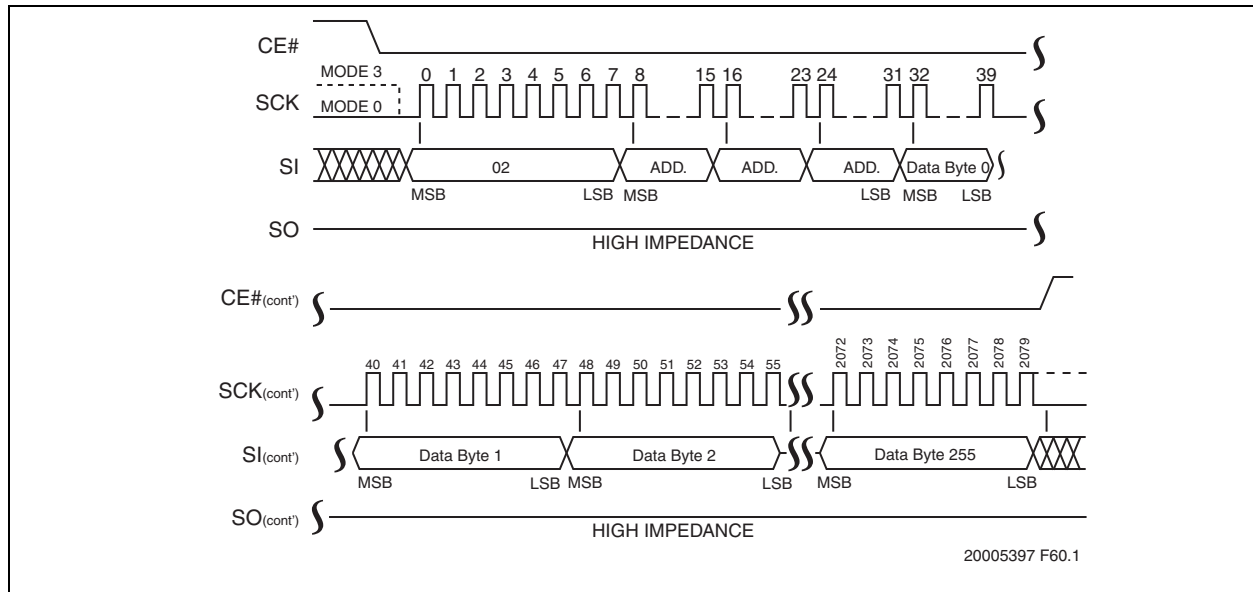 CE#
MODE 3
0 1 2 3 4 5 6 7 8 15 16 23 24 31 32 39
SCK
MODE 0
SI
02 ADD. ADD. ADD. Data Byte 0
MSB LSB MSB LSB MSB LSB
SO
HIGH IMPEDANCE
CE#(cont')
2072 2073 2074 2075 2076 2077 2078 2079
40 41 42 43 44 45 46 47 48 49 50 51 52 53 54 55
SCK(cont')
SI(cont')
Data Byte 1 Data Byte 2 Data Byte 255
MSB LSB MSB LSB MSB LSB
SO(cont')
HIGH IMPEDANCE
20005397 F60.1